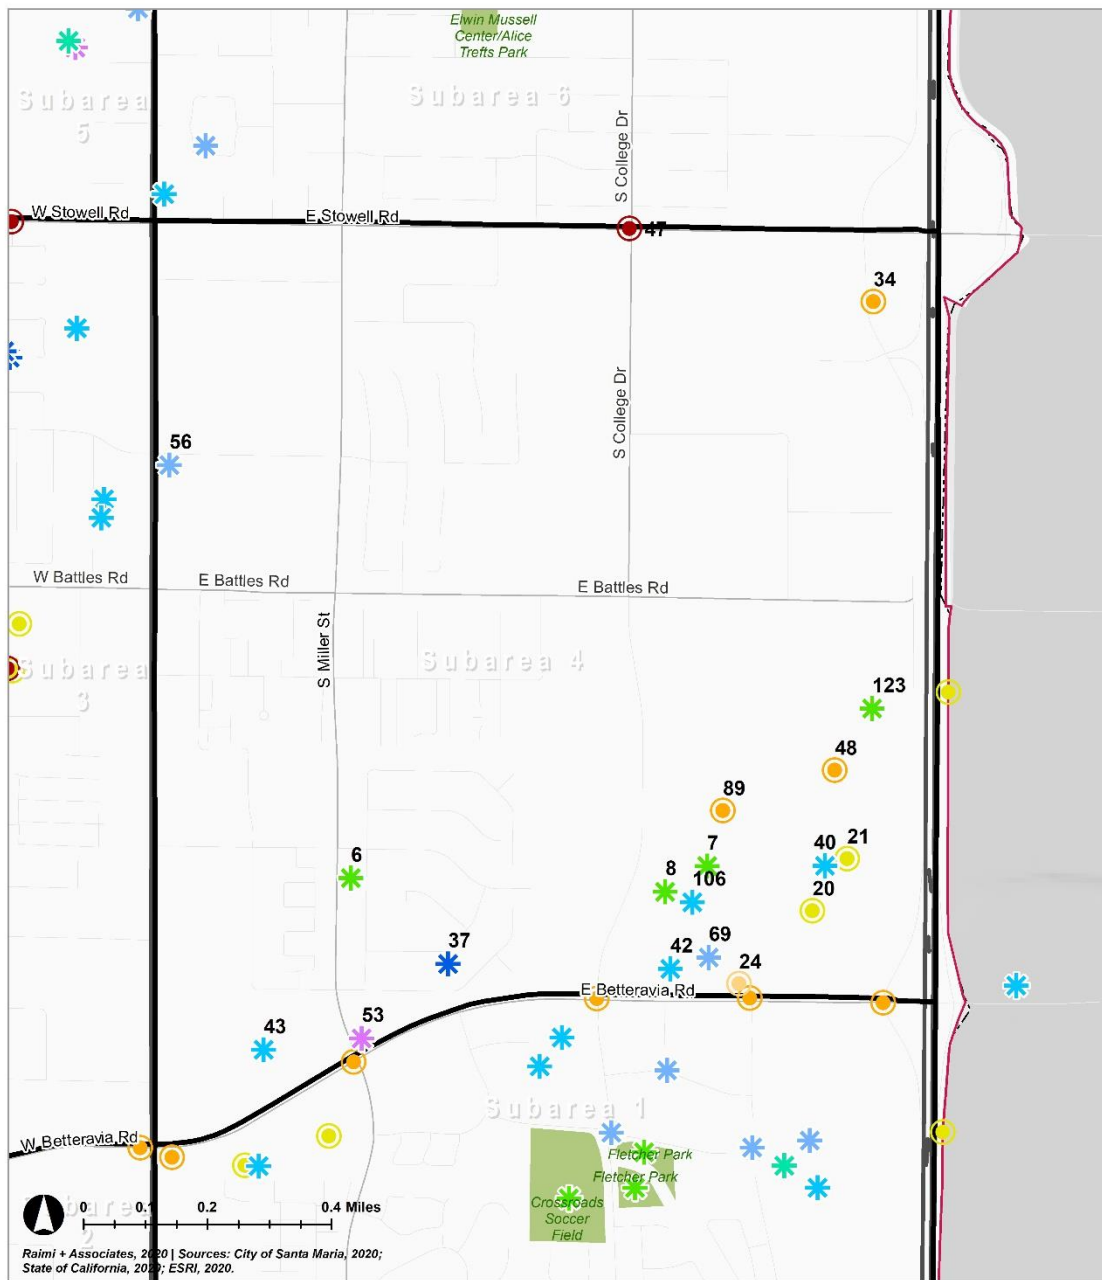 Elwin Mussell
Center/Alice
Trefts Park
Subarea
5
Subarea 6
S College Dr
W Stowell Rd
E Stowell Rd
47
34
S College Dr
56
W Battles Rd
E Battles Rd
E Battles Rd
S Miller St
Subarea
3
Subarea 4
123
48
89
6
7
40
21
8
106
20
37
42
69
24
E Betteravia Rd
43
53
Subarea 1
W Betteravia Rd
Fletcher Park
Fletcher Park
Crossroads
Soccer
Field
Subarea
2
0 0.1 0.2 0.4 Miles
Raimi + Associates, 2020 | Sources: City of Santa Maria, 2020;
State of California, 2020; ESRI, 2020.